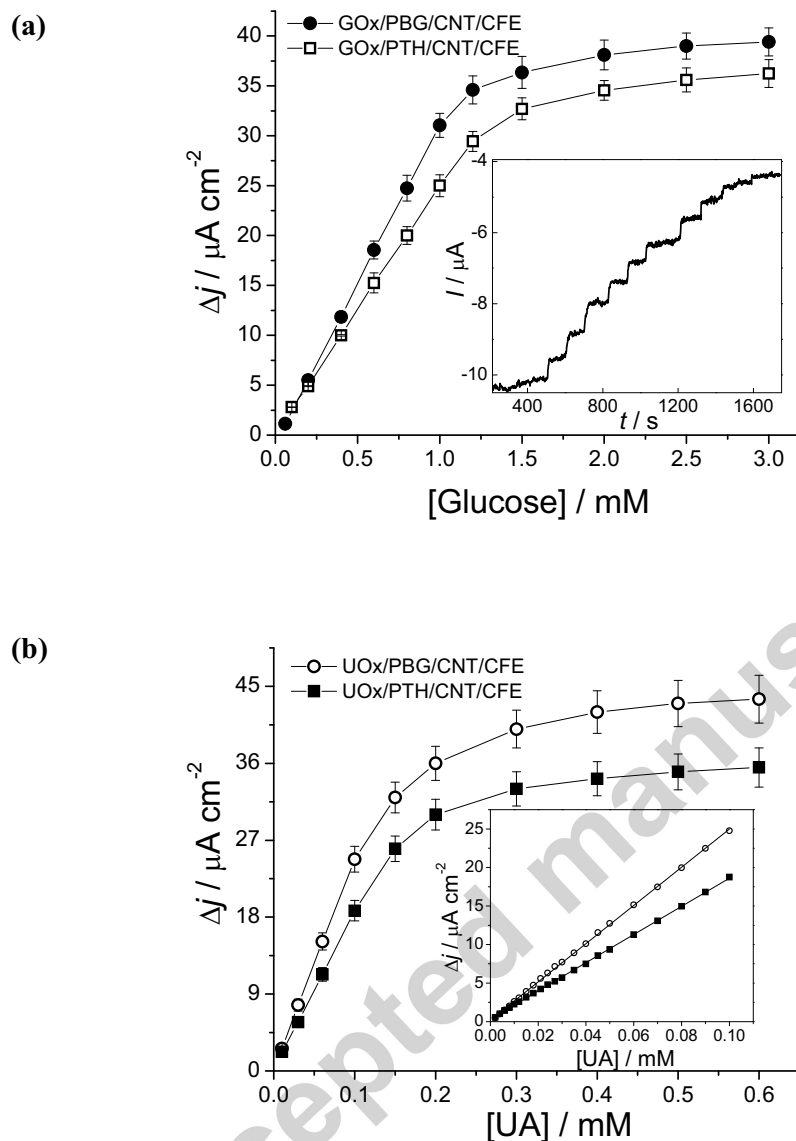 (a)
GOx/PBG/CNT/CFE
GOx/PTH/CNT/CFE
Δj / μA cm⁻²
40
35
30
25
20
15
10
5
0
0.0 0.5 1.0 1.5 2.0 2.5 3.0
[Glucose] / mM
I / μA
-4
-6
-8
-10
400 800 1200 1600
t / s
(b)
UOx/PBG/CNT/CFE
UOx/PTH/CNT/CFE
Δj / μA cm⁻²
45
36
27
18
9
0
0.0 0.1 0.2 0.3 0.4 0.5 0.6
[UA] / mM
Δj / μA cm⁻²
25
20
15
10
5
0
0.00 0.02 0.04 0.06 0.08 0.10
[UA] / mM
epted manus